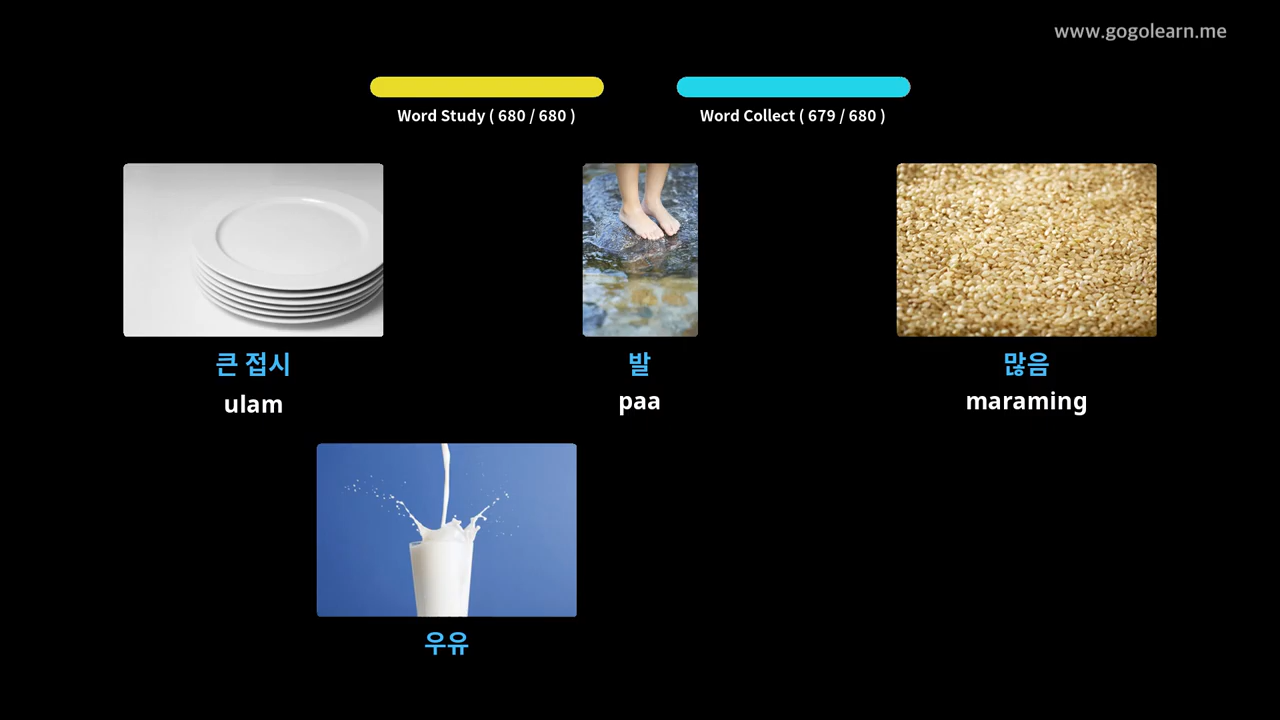 www.gogolearn.me
Word Study ( 680 / 680 )
Word Collect ( 679 / 680 )
큰 접시
발
많음
ulam
paa
maraming
우유